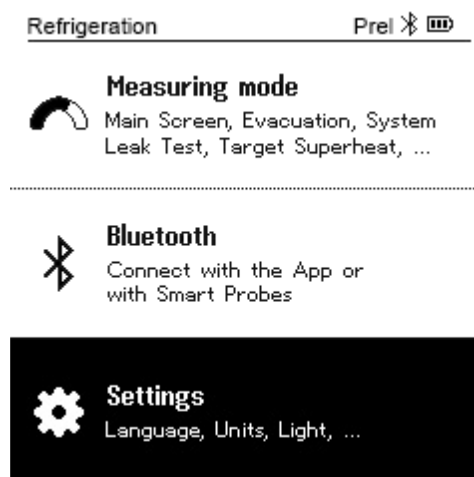 Refrigeration Prel
Measuring mode
Main Screen, Evacuation, System
Leak Test, Target Superheat, ...
Bluetooth
Connect with the App or
with Smart Probes
Settings
Language, Units, Light, ...